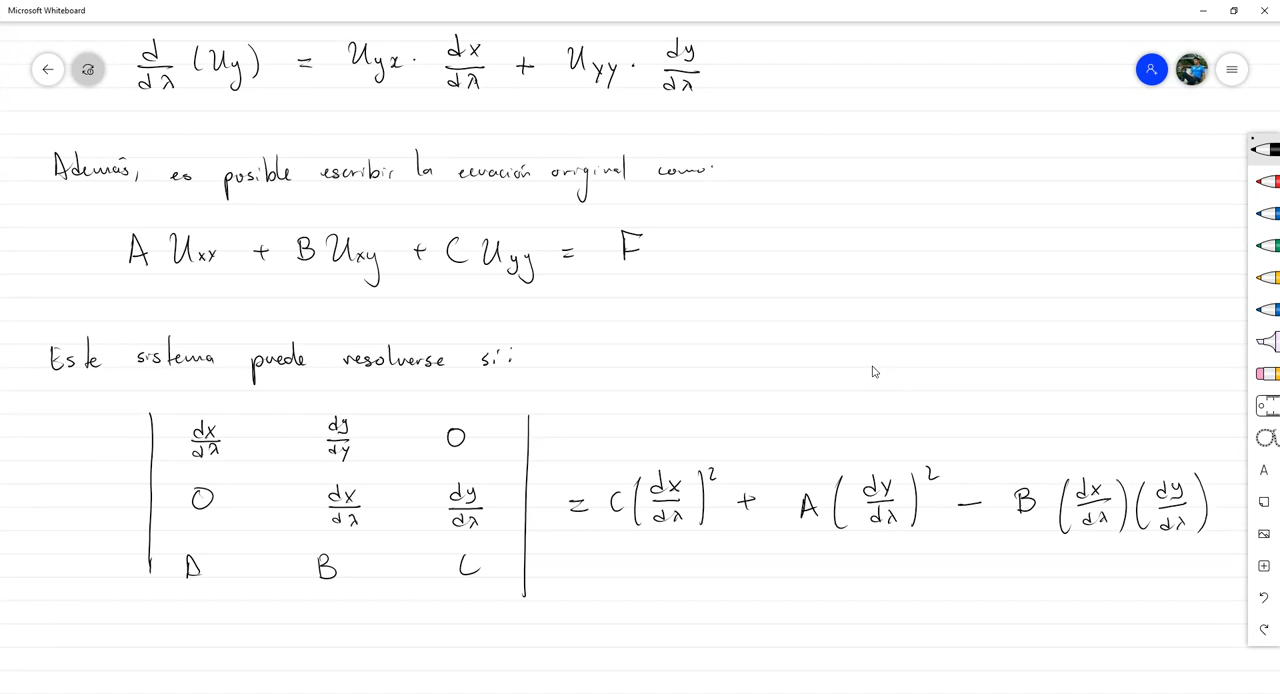 Microsoft Whiteboard
d/dλ (Uy) = Uyx · dx/dλ + Uyy · dy/dλ
Además, es posible escribir la ecuación original como:
A Uxx + B Uxy + C Uyy = F
Este sistema puede resolverse si:
| dx/dλ dy/dy 0 |
| 0 dx/dλ dy/dλ | = C (dx/dλ)² + A (dy/dλ)² − B (dx/dλ)(dy/dλ)
| A B C |
A